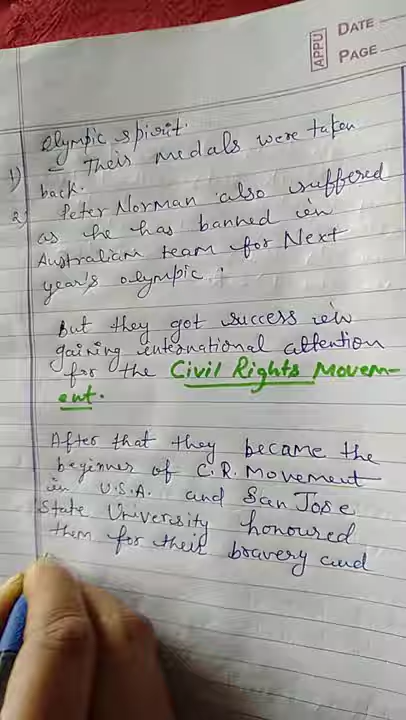 APPU
DATE
PAGE
olympic spirit.
1) – Their medals were taken
back.
2) Peter Norman also suffered
as he has banned in
Australian team for Next
year's olympic.
But they got success in
gaining international attention
for the Civil Rights Movem-
ent.
After that they became the
beginner of C.R. Movement
in U.S.A. and San Jose
State University honoured
them for their bravery and